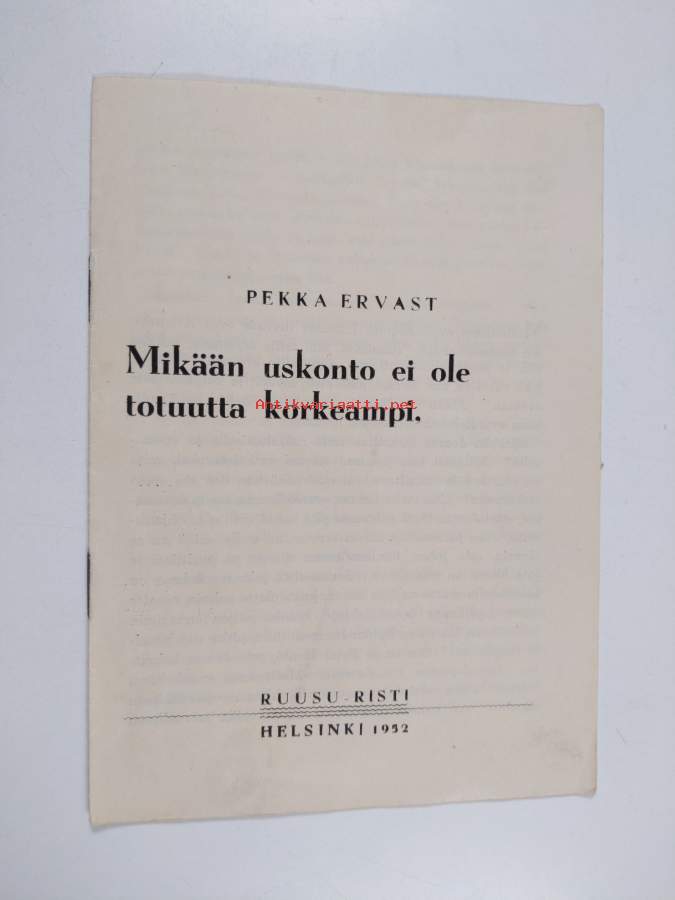 PEKKA ERVAST
Mikään uskonto ei ole
totuutta korkeampi.
Antikvariaatti.net
RUUSU-RISTI
HELSINKI 1952